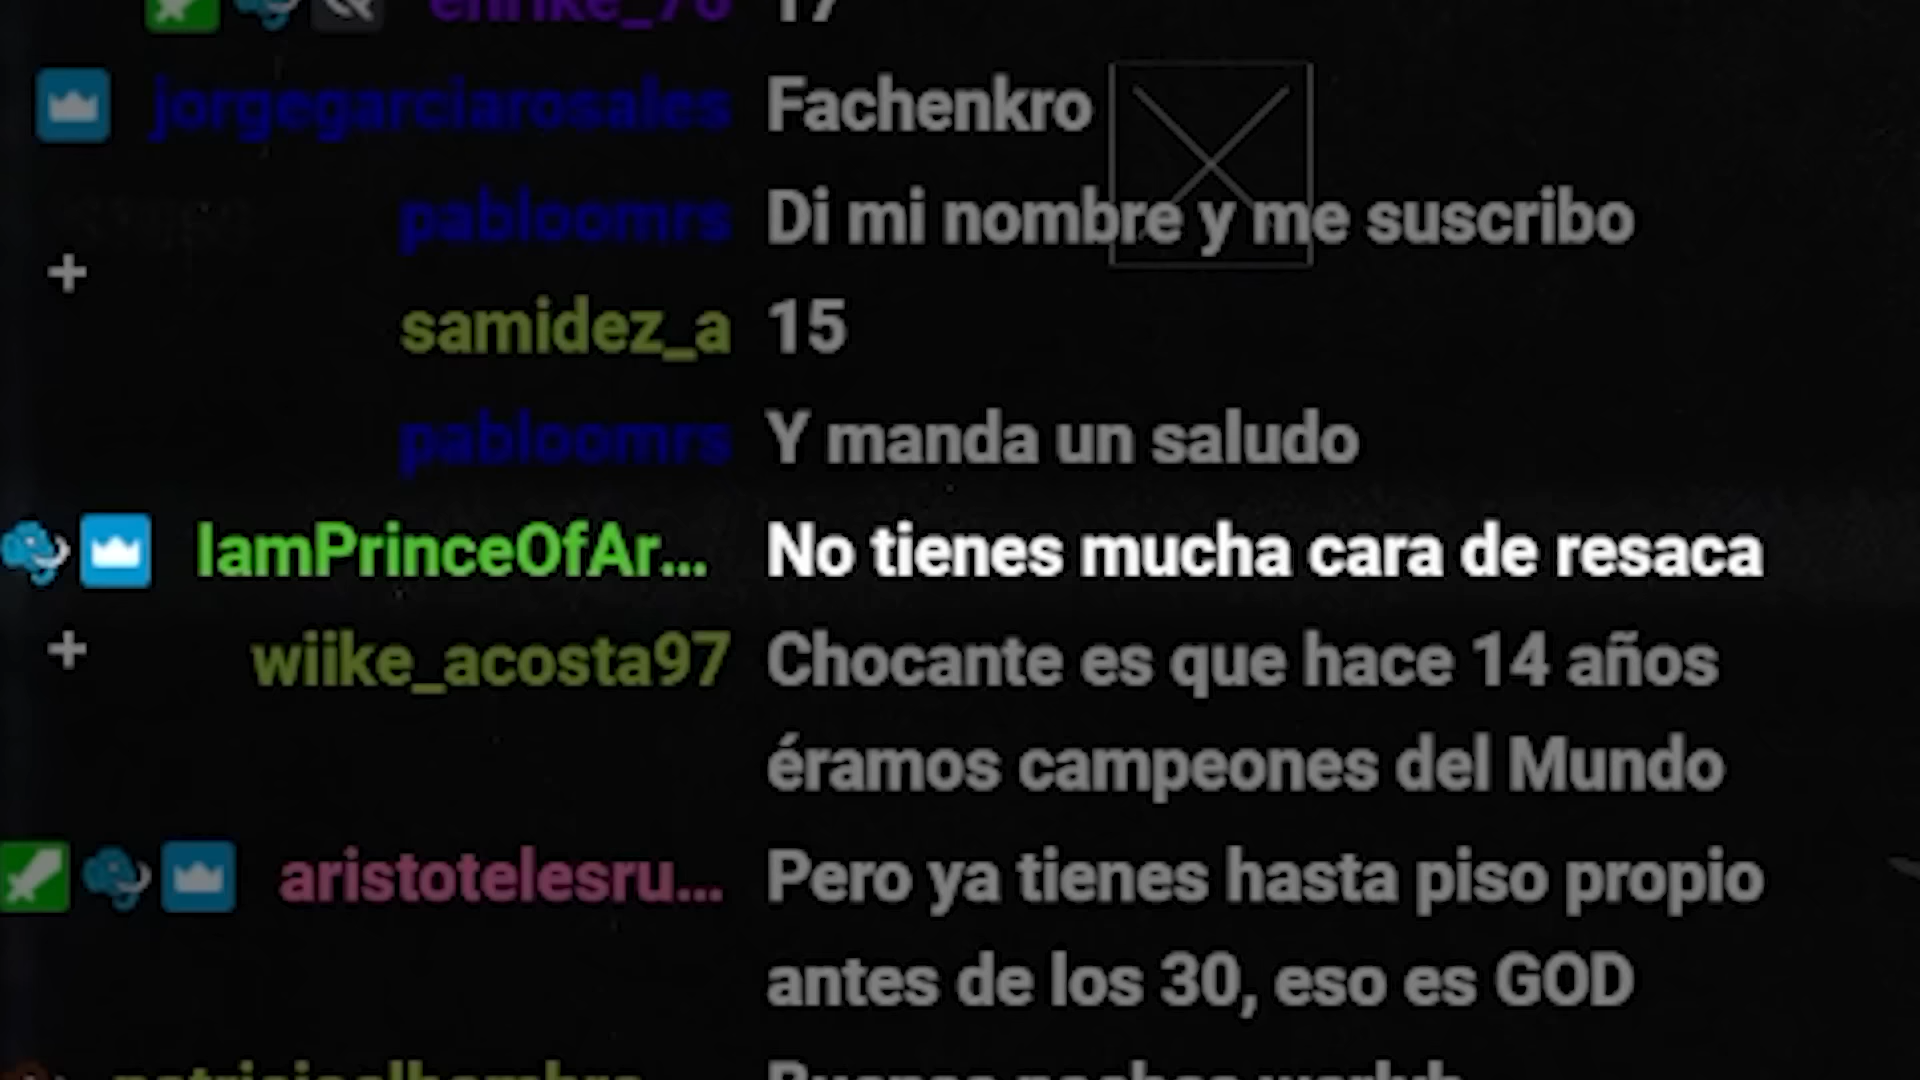 enrike_76 17
jorgegarciarosales Fachenkro
pabloomrs Di mi nombre y me suscribo
samidez_a 15
pabloomrs Y manda un saludo
IamPrinceOfAr... No tienes mucha cara de resaca
wiike_acosta97 Chocante es que hace 14 años
éramos campeones del Mundo
aristotelesru... Pero ya tienes hasta piso propio
antes de los 30, eso es GOD